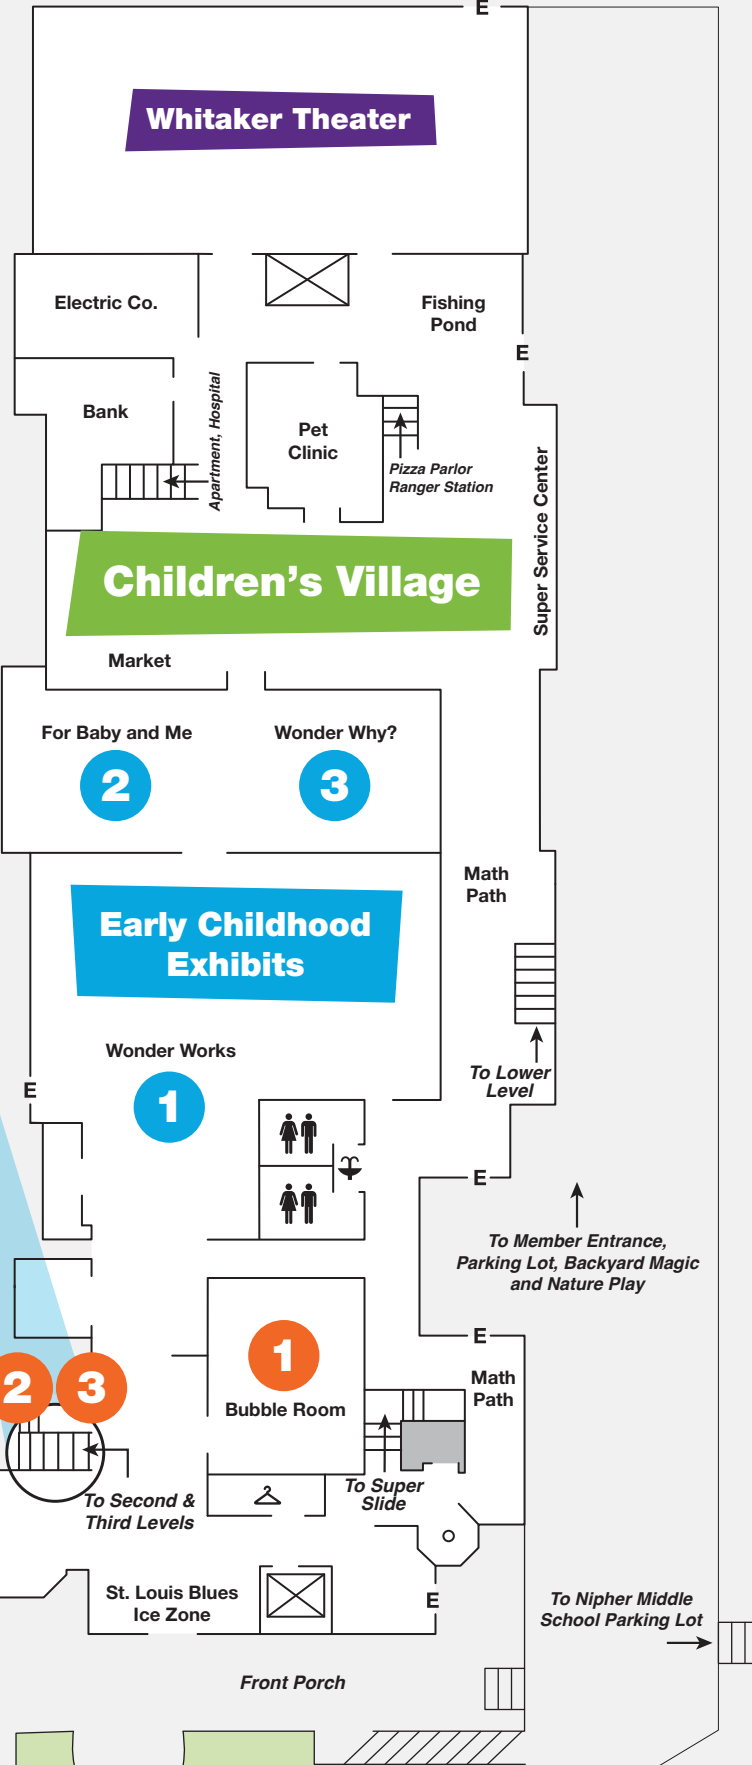 E
Whitaker Theater
Electric Co.
Fishing
Pond
E
Bank
Apartment, Hospital
Pet
Clinic
Pizza Parlor
Ranger Station
Super Service Center
Children's Village
Market
For Baby and Me
2
Wonder Why?
3
Math
Path
Early Childhood
Exhibits
Wonder Works
1
To Lower
Level
E
E
To Member Entrance,
Parking Lot, Backyard Magic
and Nature Play
E
1
Bubble Room
Math
Path
2
3
To Second &
Third Levels
To Super
Slide
St. Louis Blues
Ice Zone
E
To Nipher Middle
School Parking Lot
Front Porch